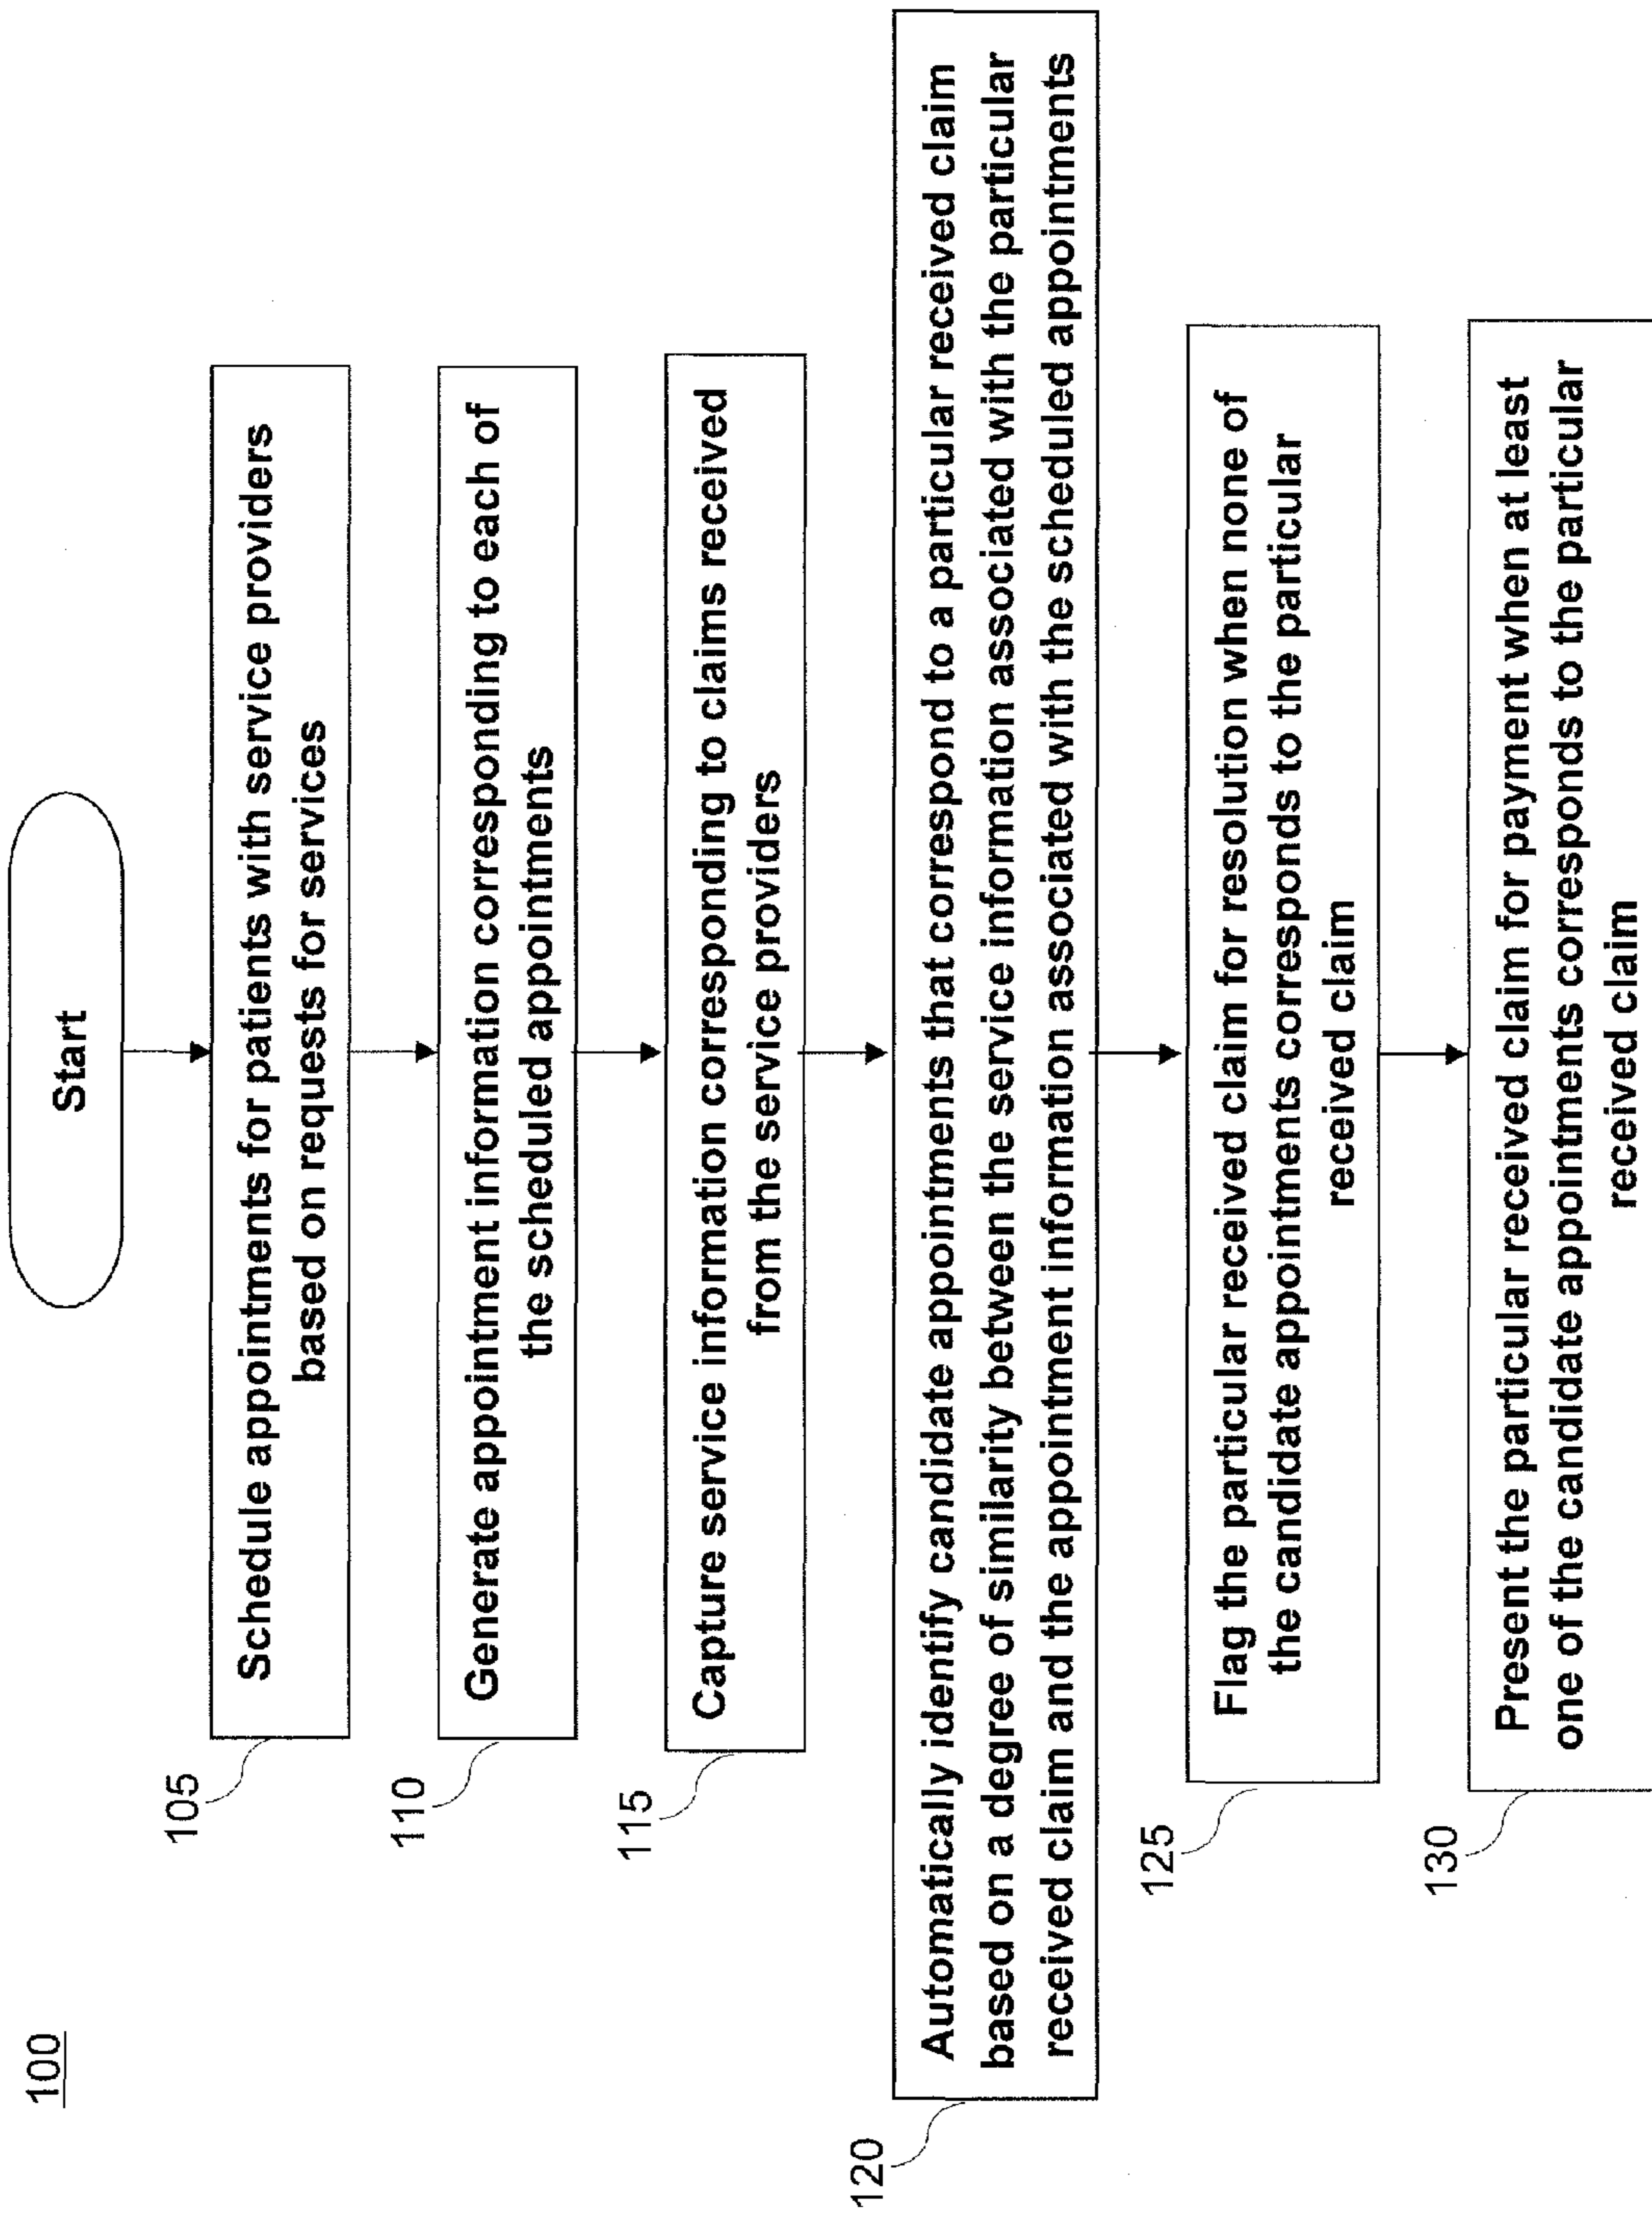 100
Start
105
Schedule appointments for patients with service providers
based on requests for services
110
Generate appointment information corresponding to each of
the scheduled appointments
115
Capture service information corresponding to claims received
from the service providers
120
Automatically identify candidate appointments that correspond to a particular received claim
based on a degree of similarity between the service information associated with the particular
received claim and the appointment information associated with the scheduled appointments
125
Flag the particular received claim for resolution when none of
the candidate appointments corresponds to the particular
received claim
130
Present the particular received claim for payment when at least
one of the candidate appointments corresponds to the particular
received claim